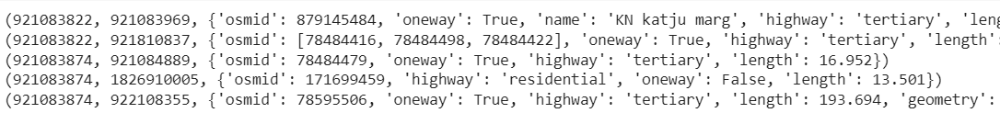 (921083822, 921083969, {'osmid': 879145484, 'oneway': True, 'name': 'KN katju marg', 'highway': 'tertiary', 'leng
(921083822, 921810837, {'osmid': [78484416, 78484498, 78484422], 'oneway': True, 'highway': 'tertiary', 'length':
(921083874, 921084889, {'osmid': 78484479, 'oneway': True, 'highway': 'tertiary', 'length': 16.952})
(921083874, 1826910005, {'osmid': 171699459, 'highway': 'residential', 'oneway': False, 'length': 13.501})
(921083874, 922108355, {'osmid': 78595506, 'oneway': True, 'highway': 'tertiary', 'length': 193.694, 'geometry':